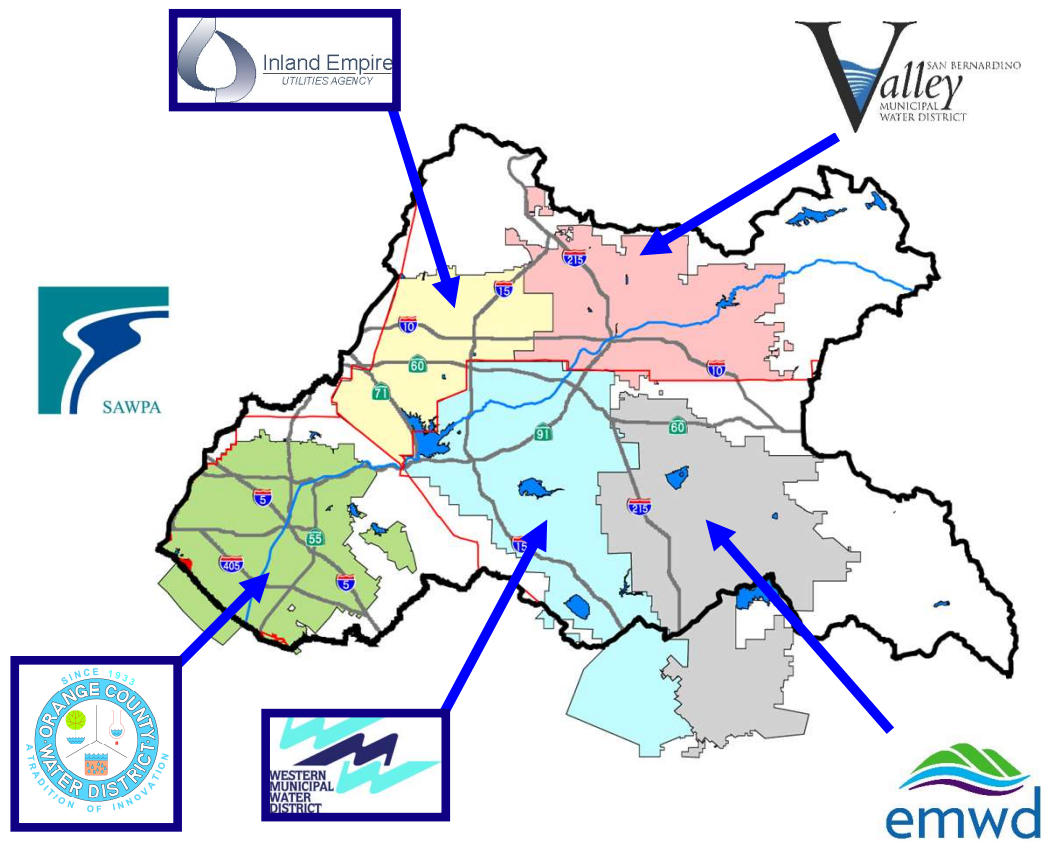 Inland Empire
UTILITIES AGENCY
Valley
SAN BERNARDINO
MUNICIPAL
WATER DISTRICT
215
15
10
60
10
71
SAWPA
91
60
5
215
55
15
405
5
SINCE 1933
ORANGE COUNTY
WATER DISTRICT
A TRADITION OF INNOVATION
WESTERN
MUNICIPAL
WATER
DISTRICT
emwd